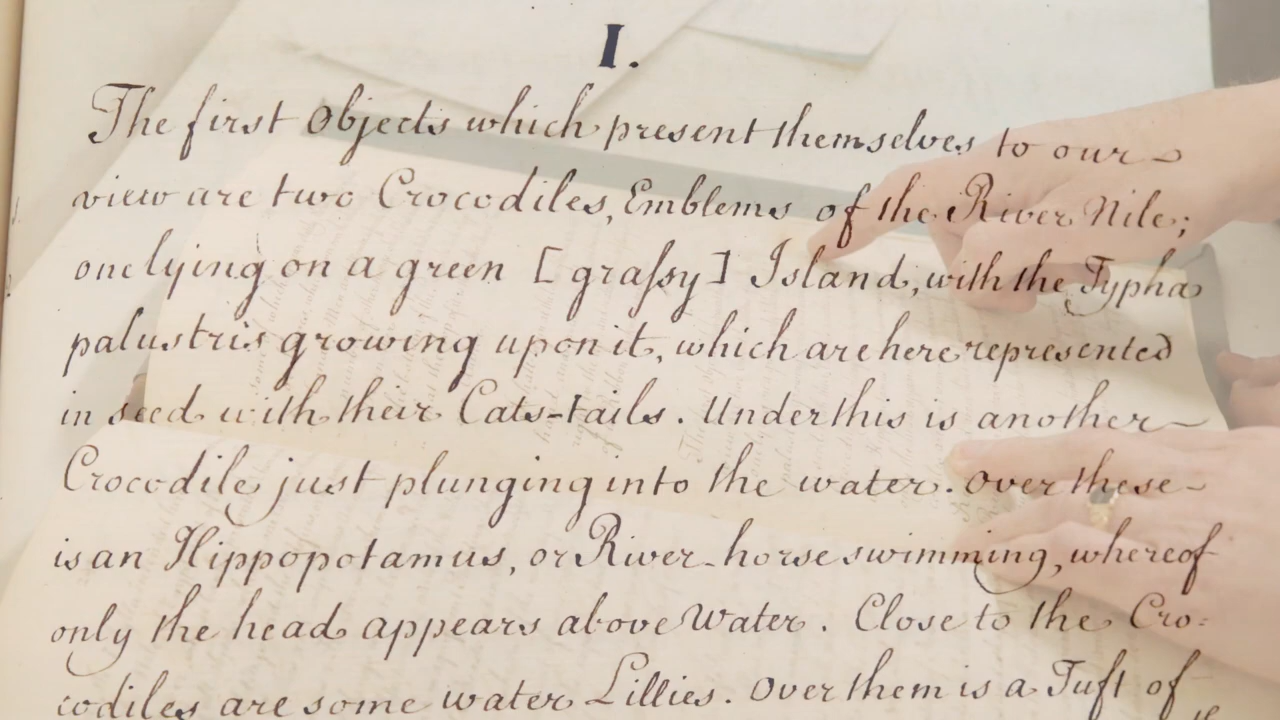 I.
The first Objects which present themselves to our
view are two Crocodiles, Emblems of the River Nile;
one lying on a green [graſsy] Island, with the Typha
palustris growing upon it, which are here represented
in seed with their Cats-tails. Under this is another
Crocodile just plunging into the water. Over these
is an Hippopotamus, or River-horse swimming, whereof
only the head appears above Water. Close to the Cro:
codiles are some water Lillies. Over them is a Tuft of